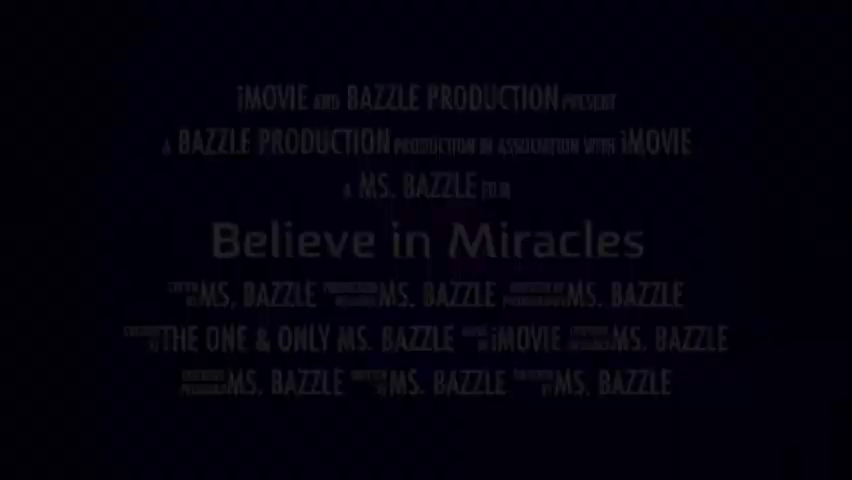 iMOVIE AND BAZZLE PRODUCTION PRESENT
A BAZZLE PRODUCTION PRODUCTION IN ASSOCIATION WITH iMOVIE
A MS. BAZZLE FILM
Believe in Miracles
MS. BAZZLE MS. BAZZLE MS. BAZZLE
THE ONE & ONLY MS. BAZZLE iMOVIE MS. BAZZLE
MS. BAZZLE MS. BAZZLE MS. BAZZLE